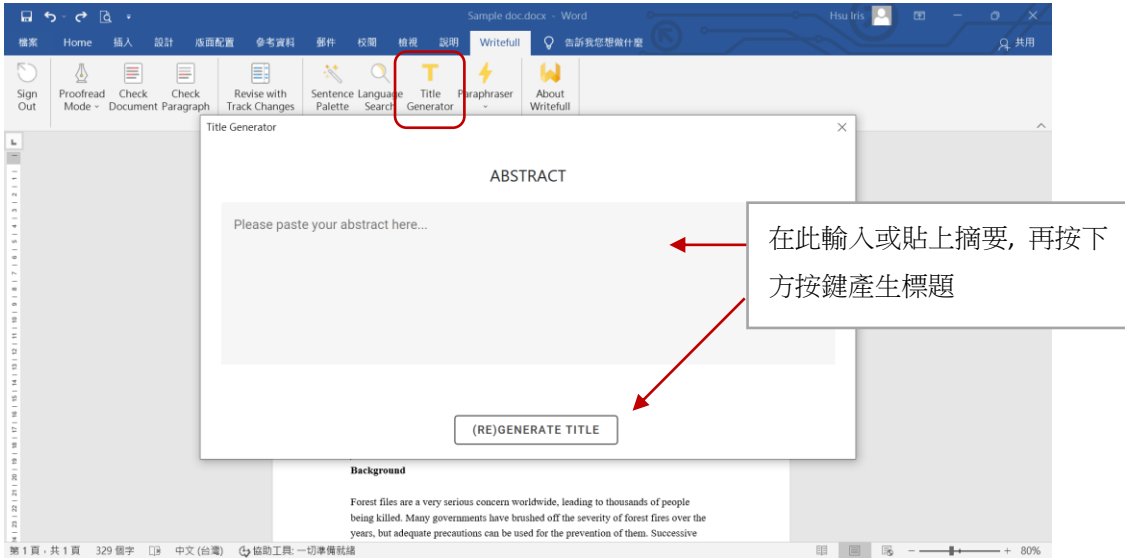 Sample doc.docx - Word
Hsu Iris
檔案 Home 插入 設計 版面配置 參考資料 郵件 校閱 檢視 說明 Writefull 告訴我您想做什麼 共用
Sign Out
Proofread Mode
Check Document
Check Paragraph
Revise with Track Changes
Sentence Palette
Language Search
Title Generator
Paraphraser
About Writefull
Title Generator
ABSTRACT
Please paste your abstract here...
在此輸入或貼上摘要, 再按下
方按鍵產生標題
(RE)GENERATE TITLE
Background
Forest files are a very serious concern worldwide, leading to thousands of people
being killed. Many governments have brushed off the severity of forest fires over the
years, but adequate precautions can be used for the prevention of them. Successive
第 1 頁，共 1 頁 329 個字 中文 (台灣) 協助工具: 一切準備就緒 80%